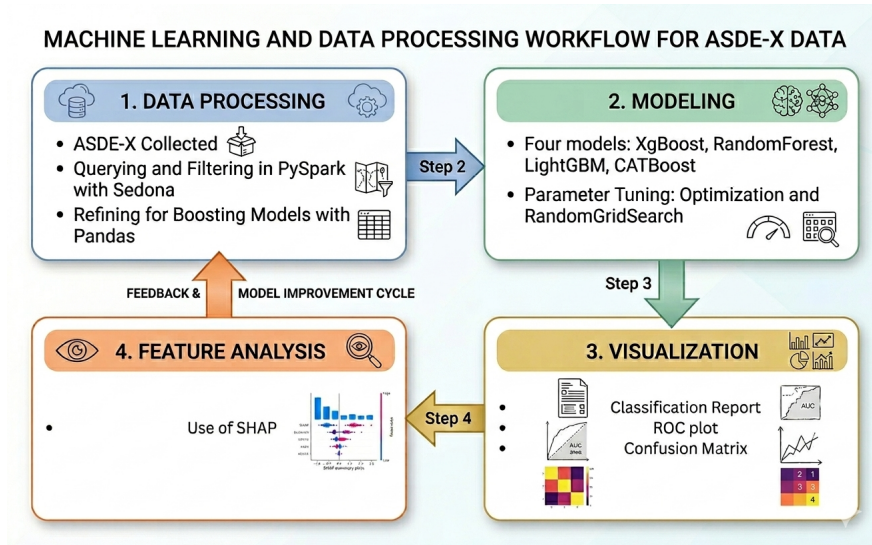 MACHINE LEARNING AND DATA PROCESSING WORKFLOW FOR ASDE-X DATA
1. DATA PROCESSING
• ASDE-X Collected
• Querying and Filtering in PySpark
with Sedona
• Refining for Boosting Models with
Pandas
Step 2
2. MODELING
• Four models: XgBoost, RandomForest,
LightGBM, CATBoost
• Parameter Tuning: Optimization and
RandomGridSearch
Step 3
3. VISUALIZATION
• Classification Report
• ROC plot
• Confusion Matrix
AUC
AUC
2 1
3 3
4
Step 4
4. FEATURE ANALYSIS
• Use of SHAP
FEEDBACK & MODEL IMPROVEMENT CYCLE